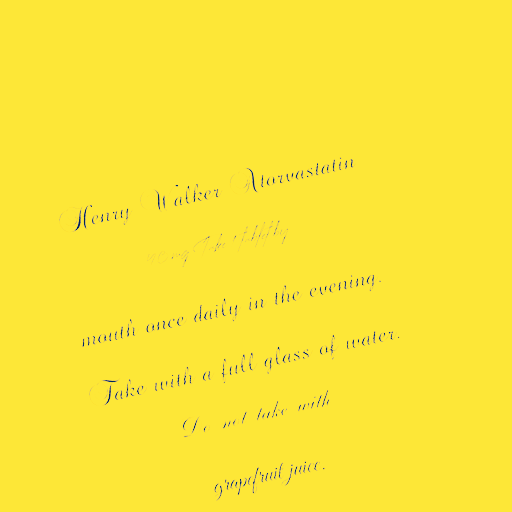 Henry Walker Atorvastatin
mouth once daily in the evening.
Take with a full glass of water.
Do not take with
grapefruit juice.